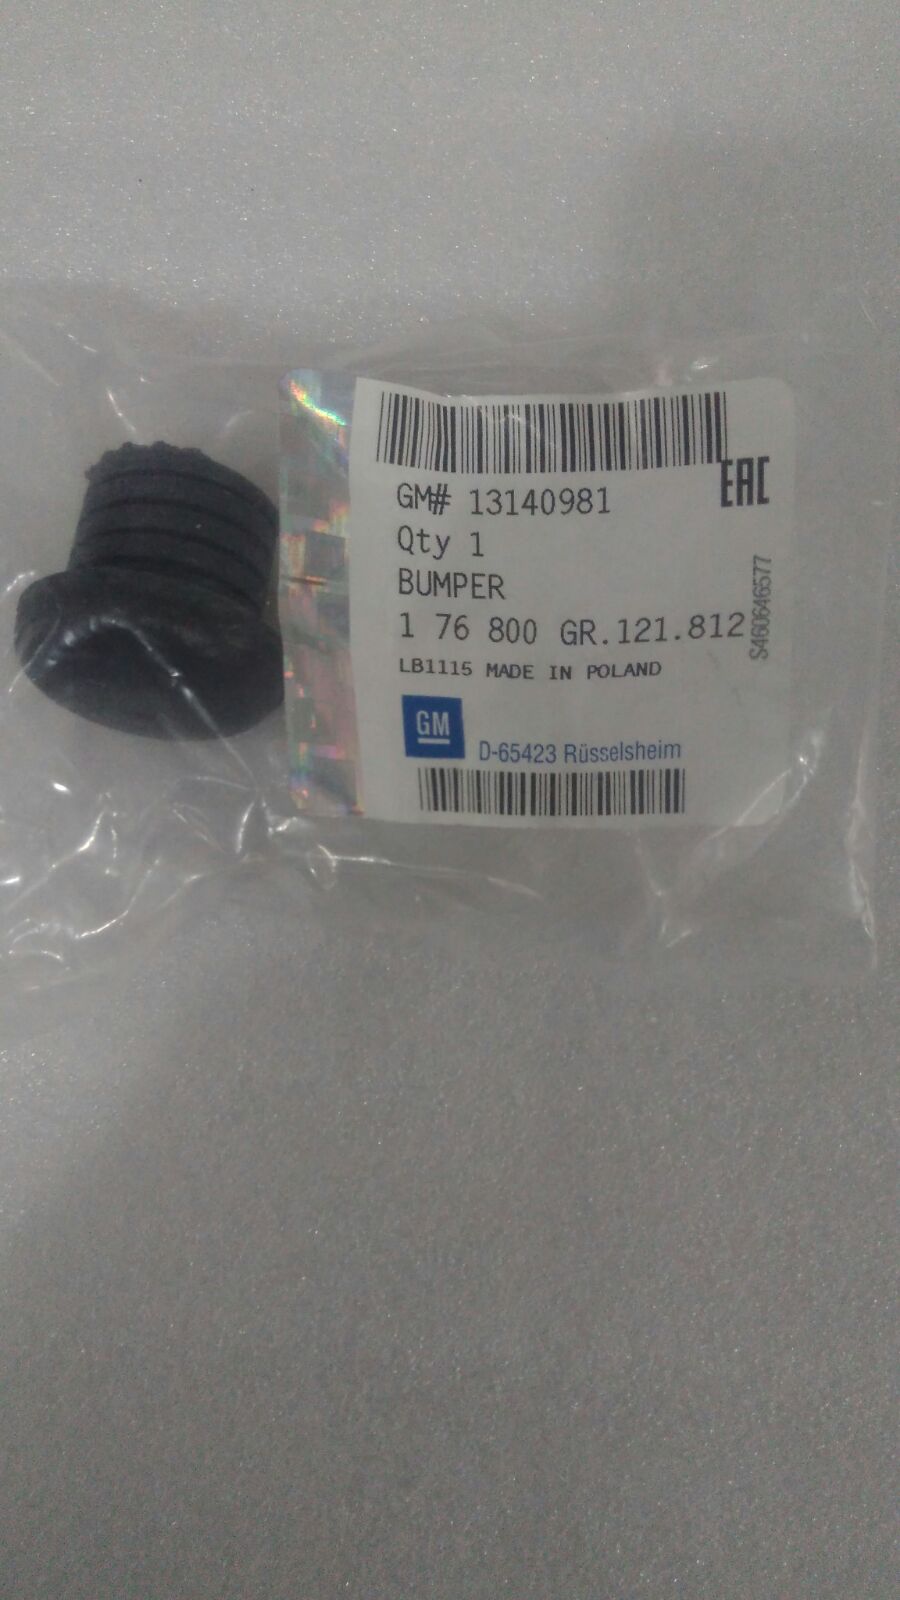 EAC
GM# 13140981
Qty 1
BUMPER
1 76 800 GR.121.812
LB1115 MADE IN POLAND
S460646577
GM
D-65423 Rüsselsheim